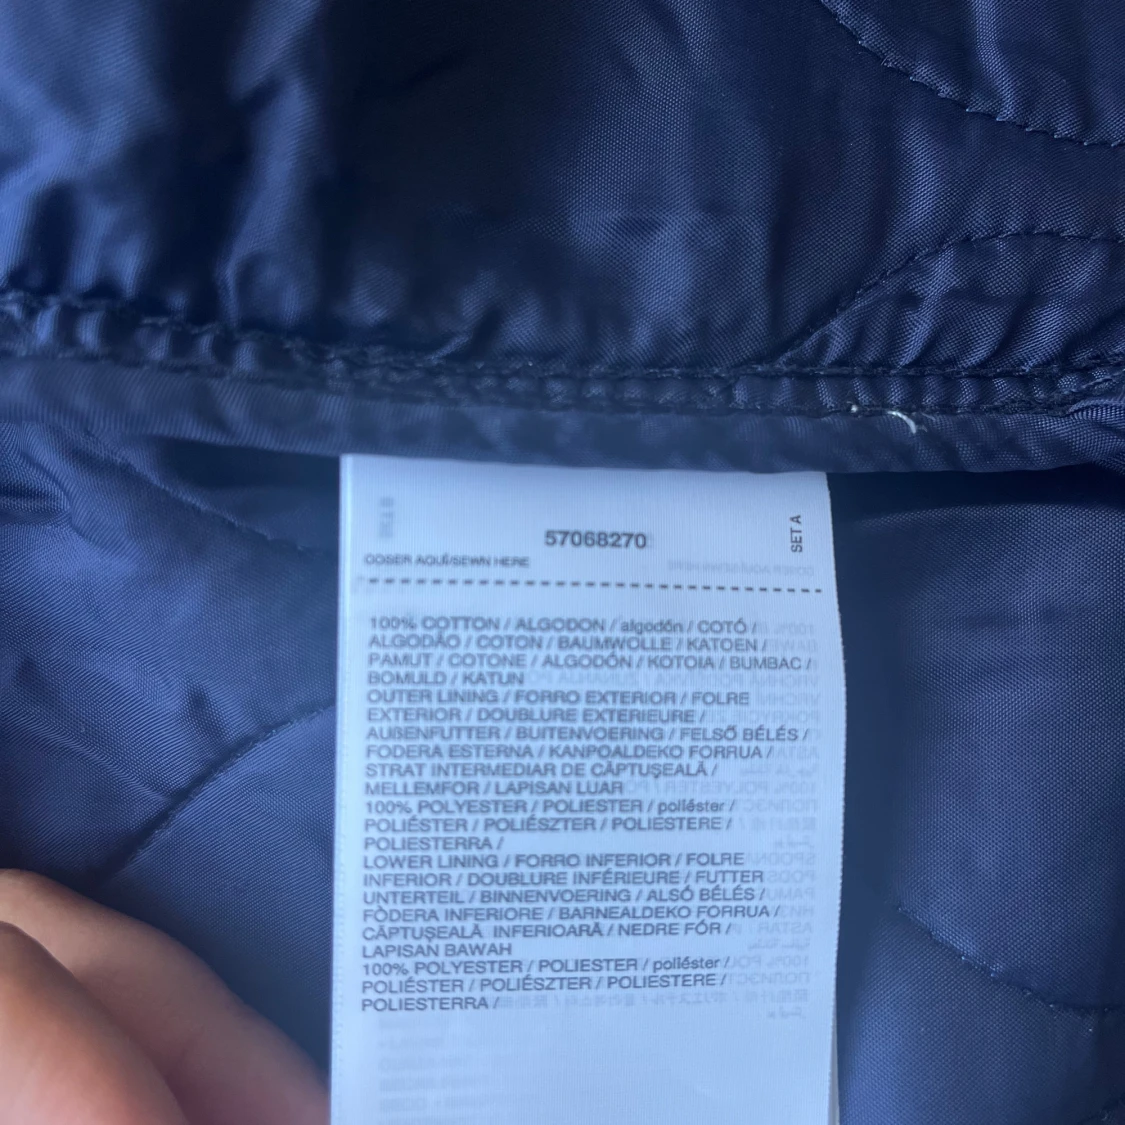 57068270
SET A
COSER AQUÍ/SEWN HERE
100% COTTON / ALGODON / algodón / COTÓ /
ALGODÃO / COTON / BAUMWOLLE / KATOEN /
PAMUT / COTONE / ALGODÓN / KOTOIA / BUMBAC /
BOMULD / KATUN
OUTER LINING / FORRO EXTERIOR / FOLRE
EXTERIOR / DOUBLURE EXTERIEURE /
AUßENFUTTER / BUITENVOERING / FELSŐ BÉLÉS /
FODERA ESTERNA / KANPOALDEKO FORRUA /
STRAT INTERMEDIAR DE CĂPTUŞEALĂ /
MELLEMFOR / LAPISAN LUAR
100% POLYESTER / POLIESTER / poliéster /
POLIÉSTER / POLIÉSZTER / POLIESTERE /
POLIESTERRA /
LOWER LINING / FORRO INFERIOR / FOLRE
INFERIOR / DOUBLURE INFÉRIEURE / FUTTER
UNTERTEIL / BINNENVOERING / ALSÓ BÉLÉS /
FÒDERA INFERIORE / BARNEALDEKO FORRUA /
CĂPTUŞEALĂ INFERIOARĂ / NEDRE FÓR /
LAPISAN BAWAH
100% POLYESTER / POLIESTER / poliéster /
POLIÉSTER / POLIÉSZTER / POLIESTERE /
POLIESTERRA /